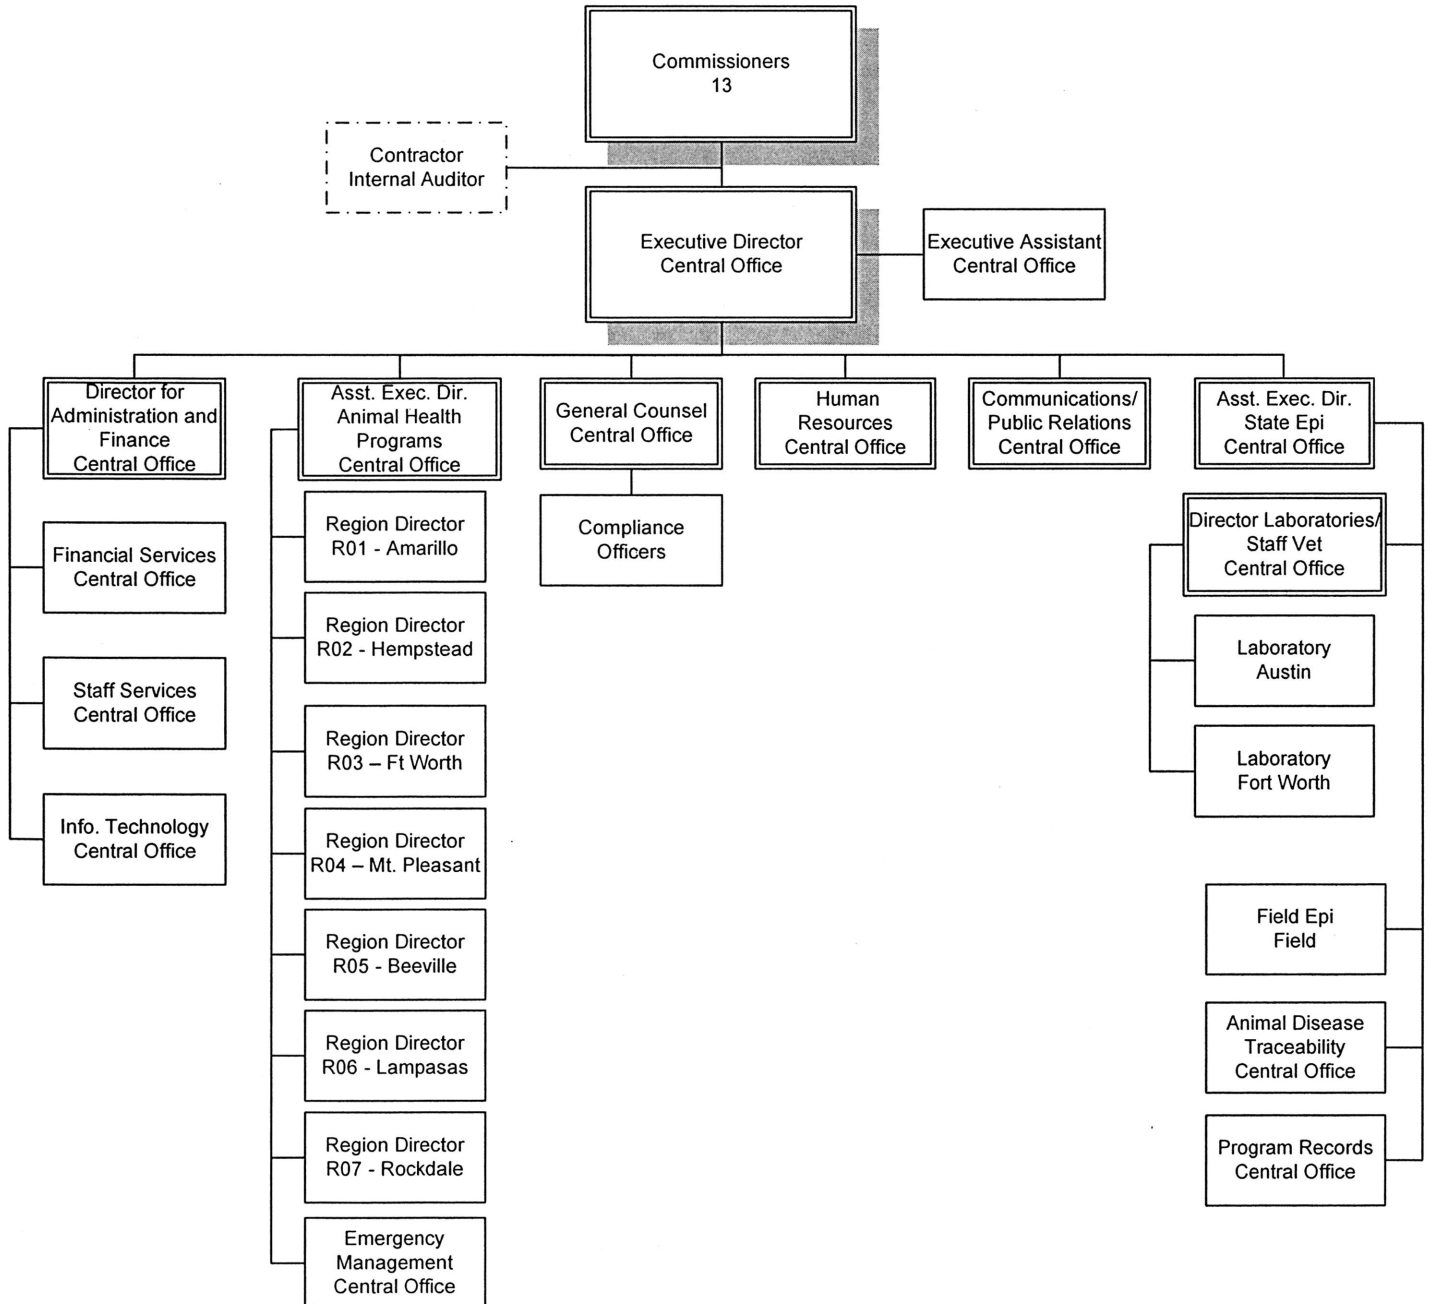 Commissioners
13
Contractor
Internal Auditor
Executive Director
Central Office
Executive Assistant
Central Office
Director for
Administration and
Finance
Central Office
Asst. Exec. Dir.
Animal Health
Programs
Central Office
General Counsel
Central Office
Human
Resources
Central Office
Communications/
Public Relations
Central Office
Asst. Exec. Dir.
State Epi
Central Office
Financial Services
Central Office
Staff Services
Central Office
Info. Technology
Central Office
Region Director
R01 - Amarillo
Region Director
R02 - Hempstead
Region Director
R03 – Ft Worth
Region Director
R04 – Mt. Pleasant
Region Director
R05 - Beeville
Region Director
R06 - Lampasas
Region Director
R07 - Rockdale
Emergency
Management
Central Office
Compliance
Officers
Director Laboratories/
Staff Vet
Central Office
Laboratory
Austin
Laboratory
Fort Worth
Field Epi
Field
Animal Disease
Traceability
Central Office
Program Records
Central Office